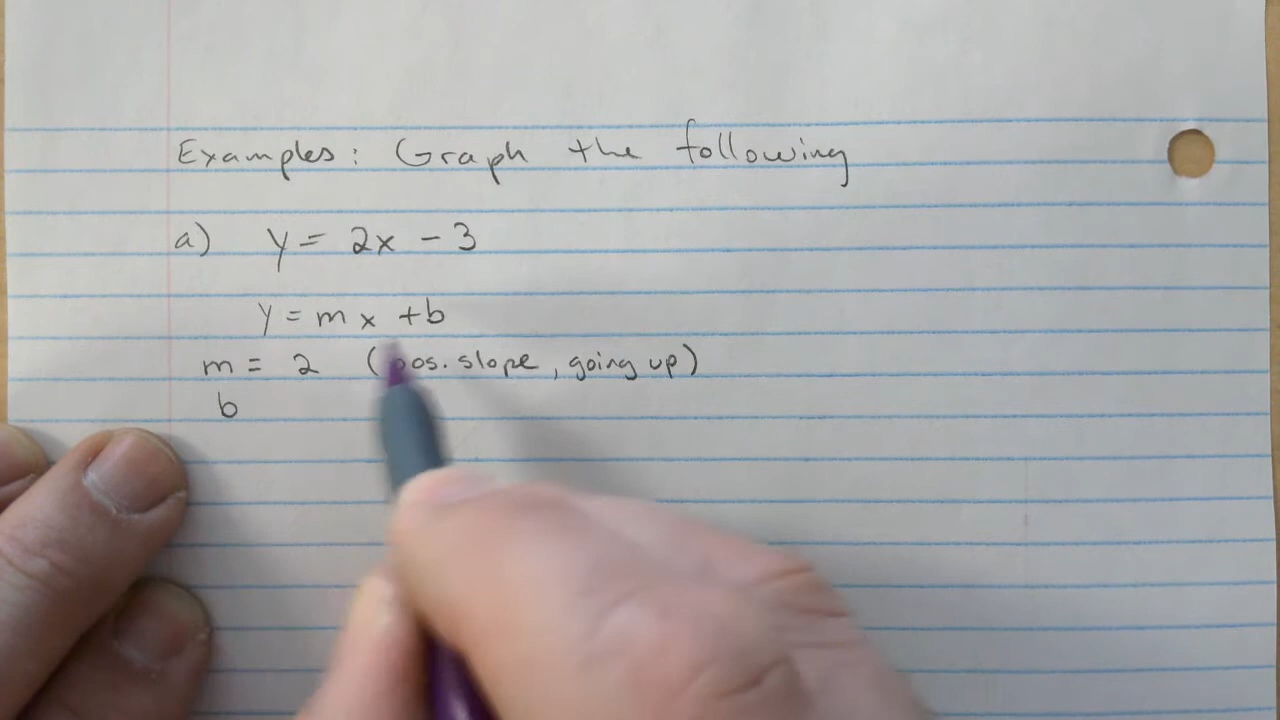 Examples: Graph the following
a) y = 2x - 3
y = mx + b
m = 2 (pos. slope, going up)
b